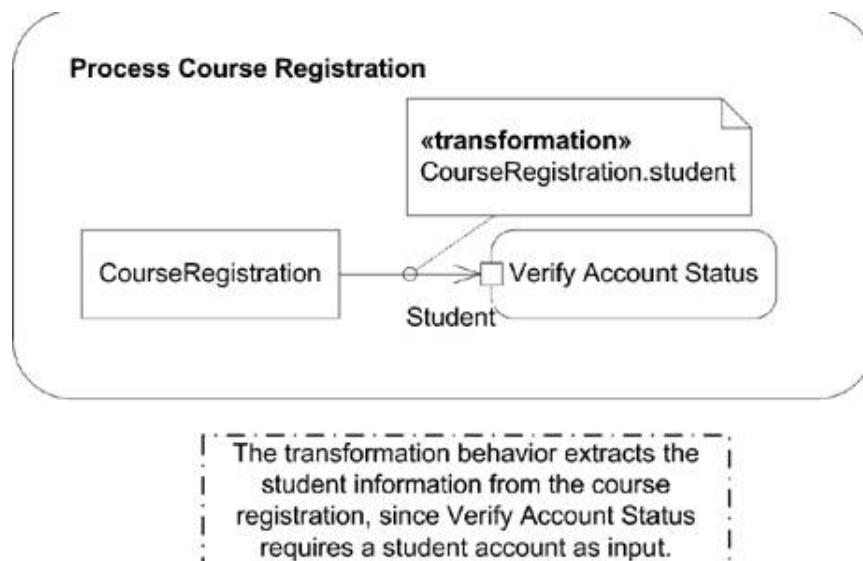 Process Course Registration
«transformation»
CourseRegistration.student
CourseRegistration
Verify Account Status
Student
The transformation behavior extracts the
student information from the course
registration, since Verify Account Status
requires a student account as input.